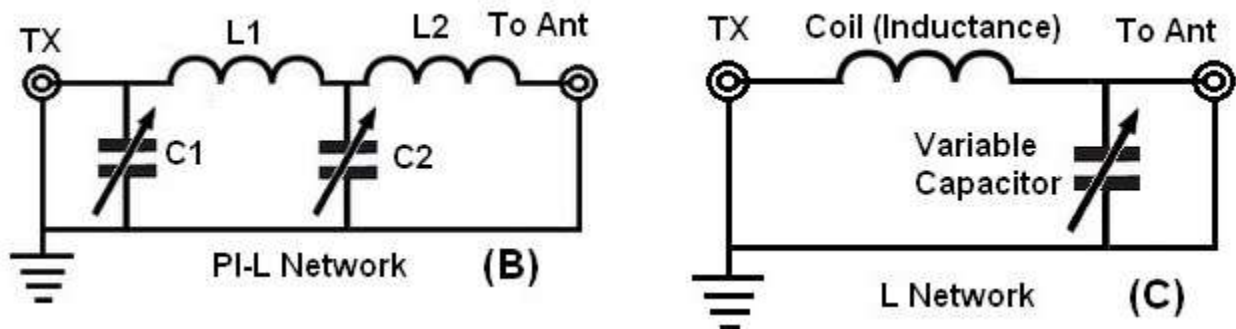 TX
L1
L2
To Ant
C1
C2
PI-L Network
(B)
TX
Coil (Inductance)
To Ant
Variable
Capacitor
L Network
(C)